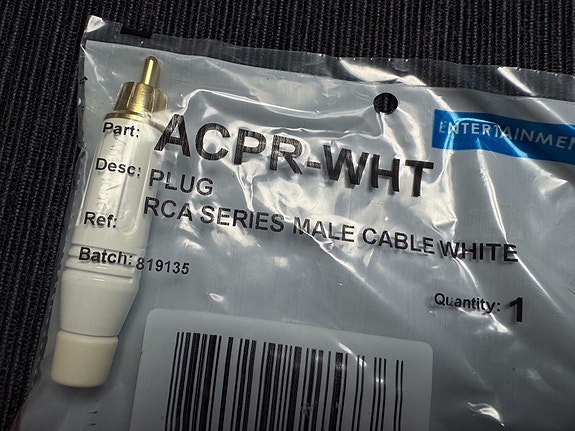 ENTERTAINMEN
Part: ACPR-WHT
Desc: PLUG
RCA SERIES MALE CABLE WHITE
Ref:
Batch: 819135
Quantity: 1